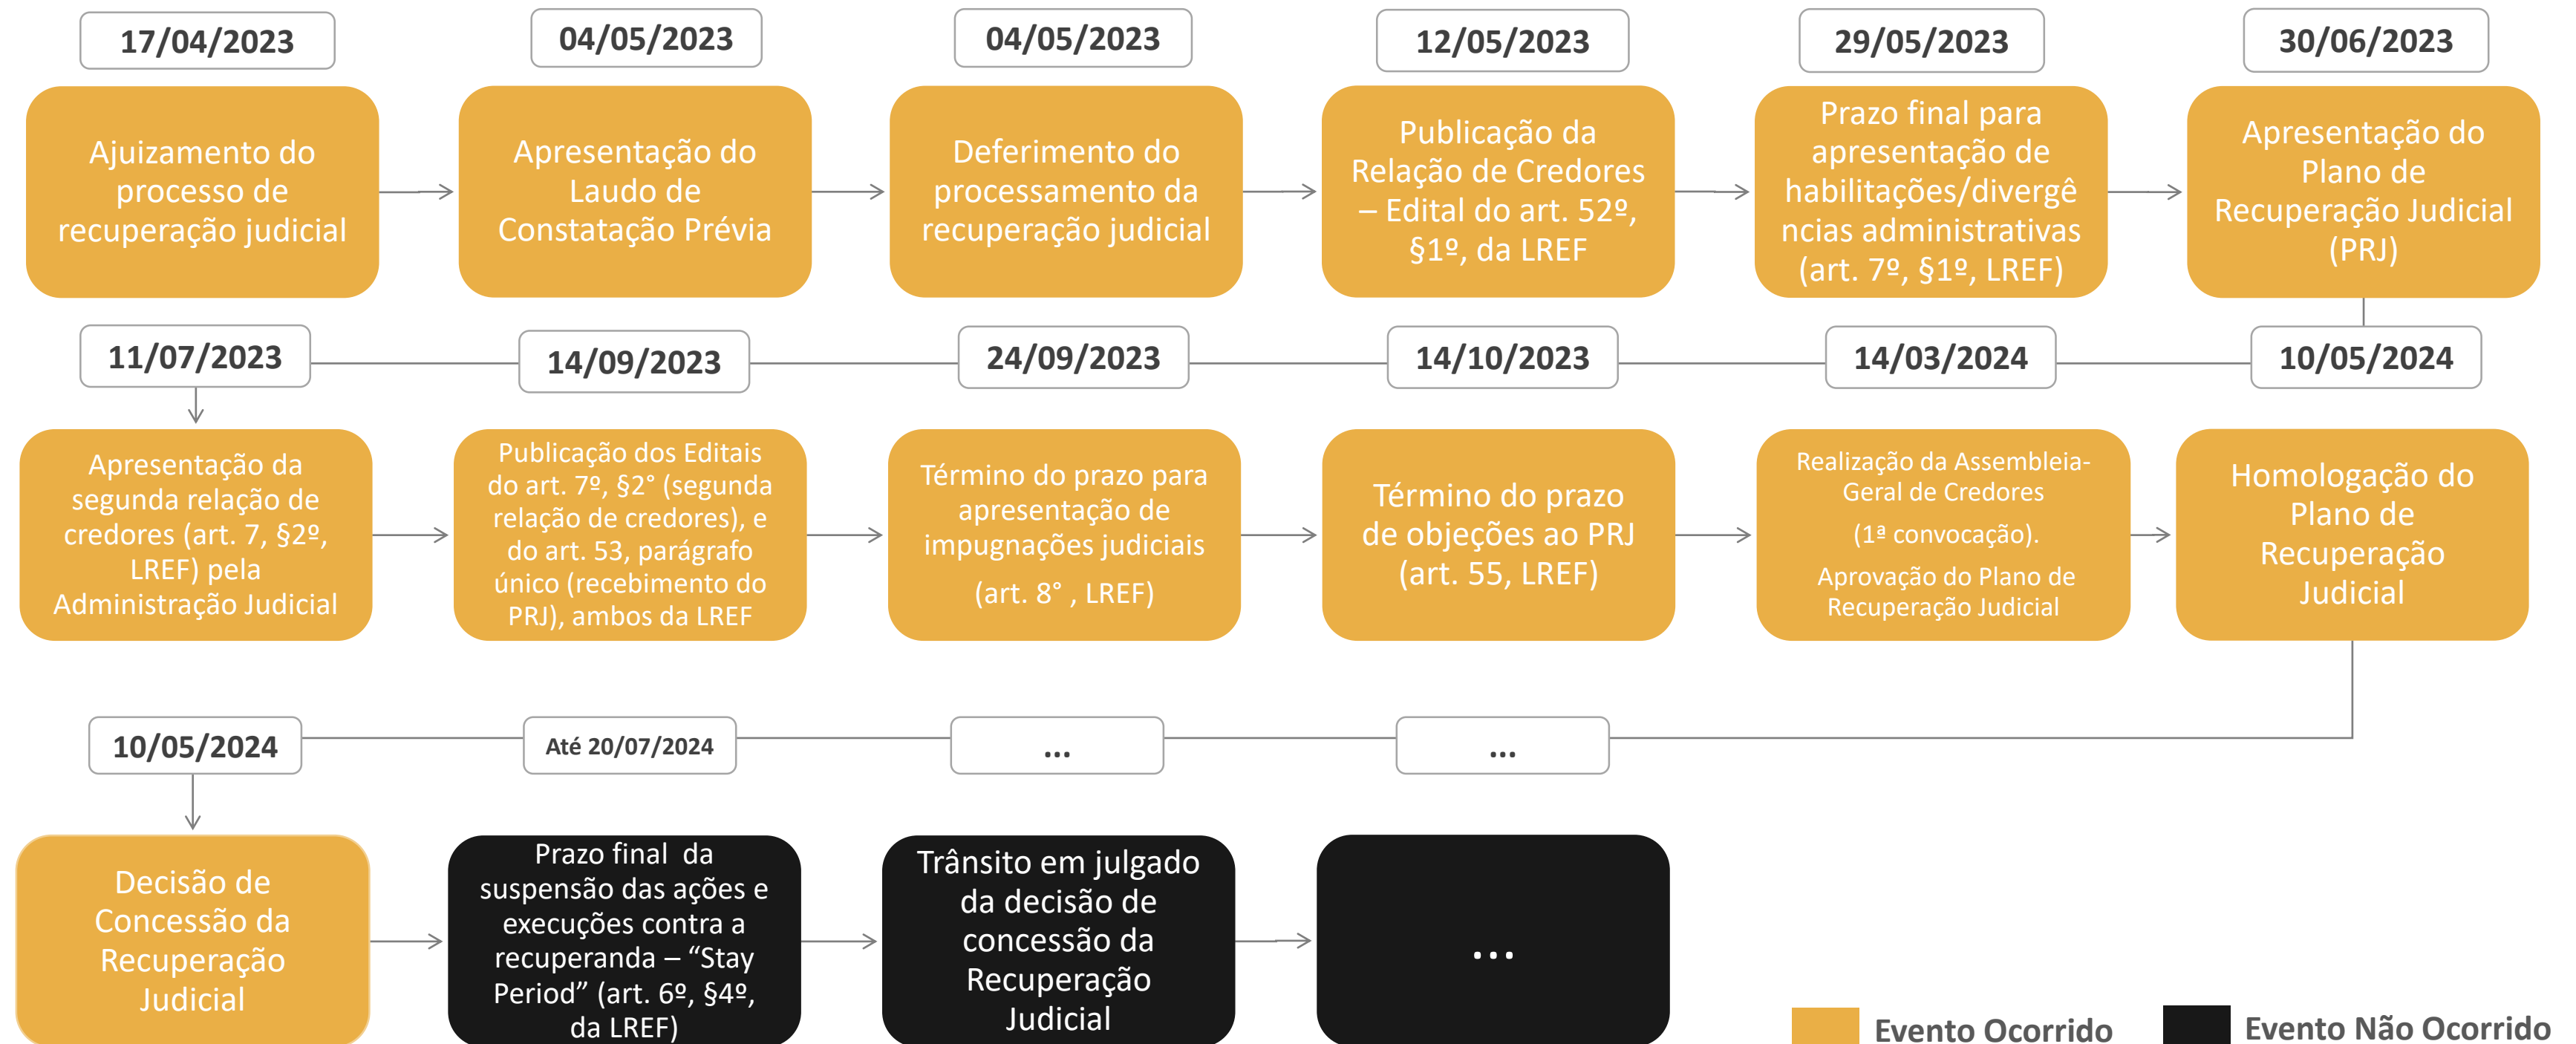 17/04/2023
04/05/2023
04/05/2023
12/05/2023
29/05/2023
30/06/2023
Ajuizamento do
processo de
recuperação judicial
Apresentação do
Laudo de
Constatação Prévia
Deferimento do
processamento da
recuperação judicial
Publicação da
Relação de Credores
– Edital do art. 52º,
§1º, da LREF
Prazo final para
apresentação de
habilitações/divergê
ncias administrativas
(art. 7º, §1º, LREF)
Apresentação do
Plano de
Recuperação Judicial
(PRJ)
11/07/2023
14/09/2023
24/09/2023
14/10/2023
14/03/2024
10/05/2024
Apresentação da
segunda relação de
credores (art. 7, §2º,
LREF) pela
Administração Judicial
Publicação dos Editais
do art. 7º, §2° (segunda
relação de credores), e
do art. 53, parágrafo
único (recebimento do
PRJ), ambos da LREF
Término do prazo para
apresentação de
impugnações judiciais
(art. 8° , LREF)
Término do prazo
de objeções ao PRJ
(art. 55, LREF)
Realização da Assembleia-
Geral de Credores
(1ª convocação).
Aprovação do Plano de
Recuperação Judicial
Homologação do
Plano de
Recuperação
Judicial
10/05/2024
Até 20/07/2024
...
...
Decisão de
Concessão da
Recuperação
Judicial
Prazo final  da
suspensão das ações e
execuções contra a
recuperanda – “Stay
Period” (art. 6º, §4º,
da LREF)
Trânsito em julgado
da decisão de
concessão da
Recuperação
Judicial
...
Evento Ocorrido
Evento Não Ocorrido